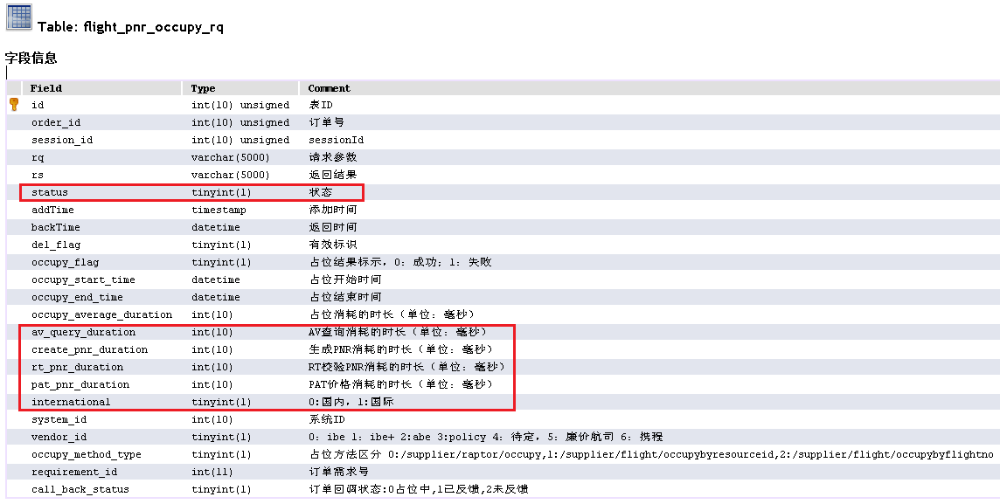 Table: flight_pnr_occupy_rq
字段信息
Field Type Comment
id int(10) unsigned 表ID
order_id int(10) unsigned 订单号
session_id int(10) unsigned sessionId
rq varchar(5000) 请求参数
rs varchar(5000) 返回结果
status tinyint(1) 状态
addTime timestamp 添加时间
backTime datetime 返回时间
del_flag tinyint(1) 有效标识
occupy_flag tinyint(1) 占位结果标示，0：成功；1：失败
occupy_start_time datetime 占位开始时间
occupy_end_time datetime 占位结束时间
occupy_average_duration int(10) 占位消耗的时长（单位：毫秒）
av_query_duration int(10) AV查询消耗的时长（单位：毫秒）
create_pnr_duration int(10) 生成PNR消耗的时长（单位：毫秒）
rt_pnr_duration int(10) RT校验PNR消耗的时长（单位：毫秒）
pat_pnr_duration int(10) PAT价格消耗的时长（单位：毫秒）
international tinyint(1) 0:国内，1:国际
system_id int(10) 系统ID
vendor_id tinyint(1) 0：ibe 1：ibe+ 2:abe 3:policy 4：待定，5：廉价航司 6：携程
occupy_method_type tinyint(1) 占位方法区分 0:/supplier/raptor/occupy,1:/supplier/flight/occupybyresourceid,2:/supplier/flight/occupybyflightno
requirement_id int(11) 订单需求号
call_back_status tinyint(1) 订单回调状态:0占位中,1已反馈,2未反馈